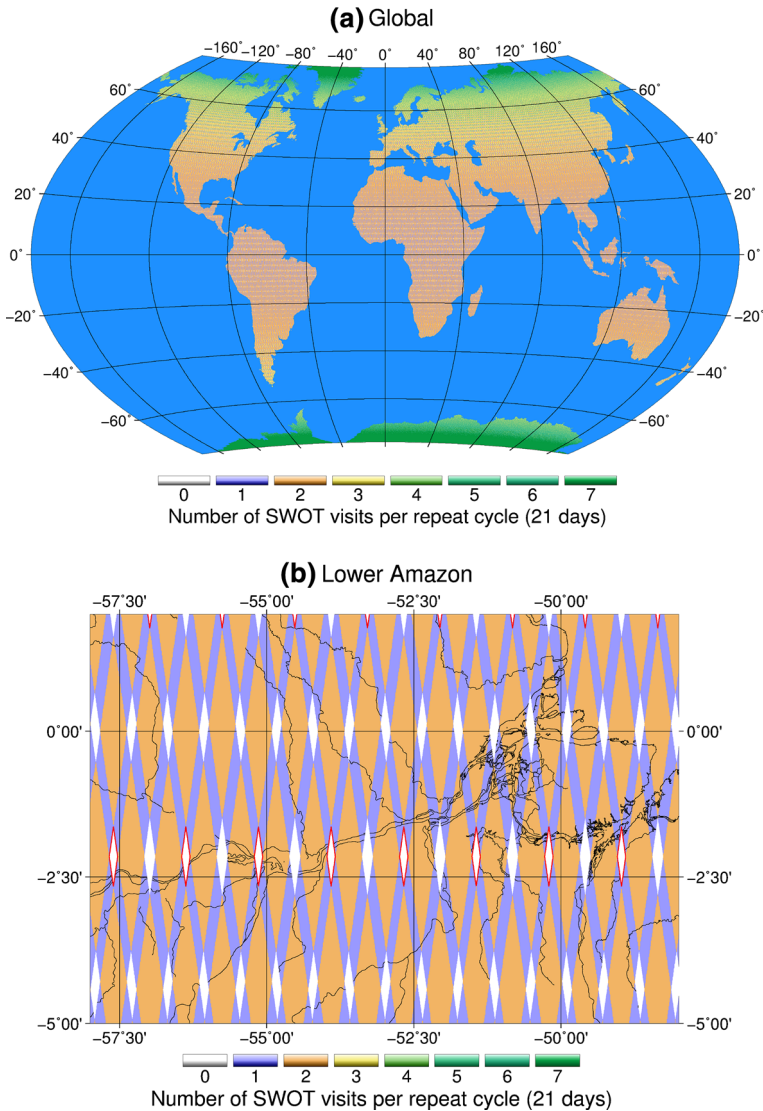 (a) Global
−160˚ −120˚ −80˚ −40˚ 0˚ 40˚ 80˚ 120˚ 160˚
60˚ 60˚
40˚ 40˚
20˚ 20˚
0˚ 0˚
−20˚ −20˚
−40˚ −40˚
−60˚ −60˚
0 1 2 3 4 5 6 7
Number of SWOT visits per repeat cycle (21 days)
(b) Lower Amazon
−57˚30' −55˚00' −52˚30' −50˚00'
0˚00' 0˚00'
−2˚30' −2˚30'
−5˚00' −5˚00'
−57˚30' −55˚00' −52˚30' −50˚00'
0 1 2 3 4 5 6 7
Number of SWOT visits per repeat cycle (21 days)